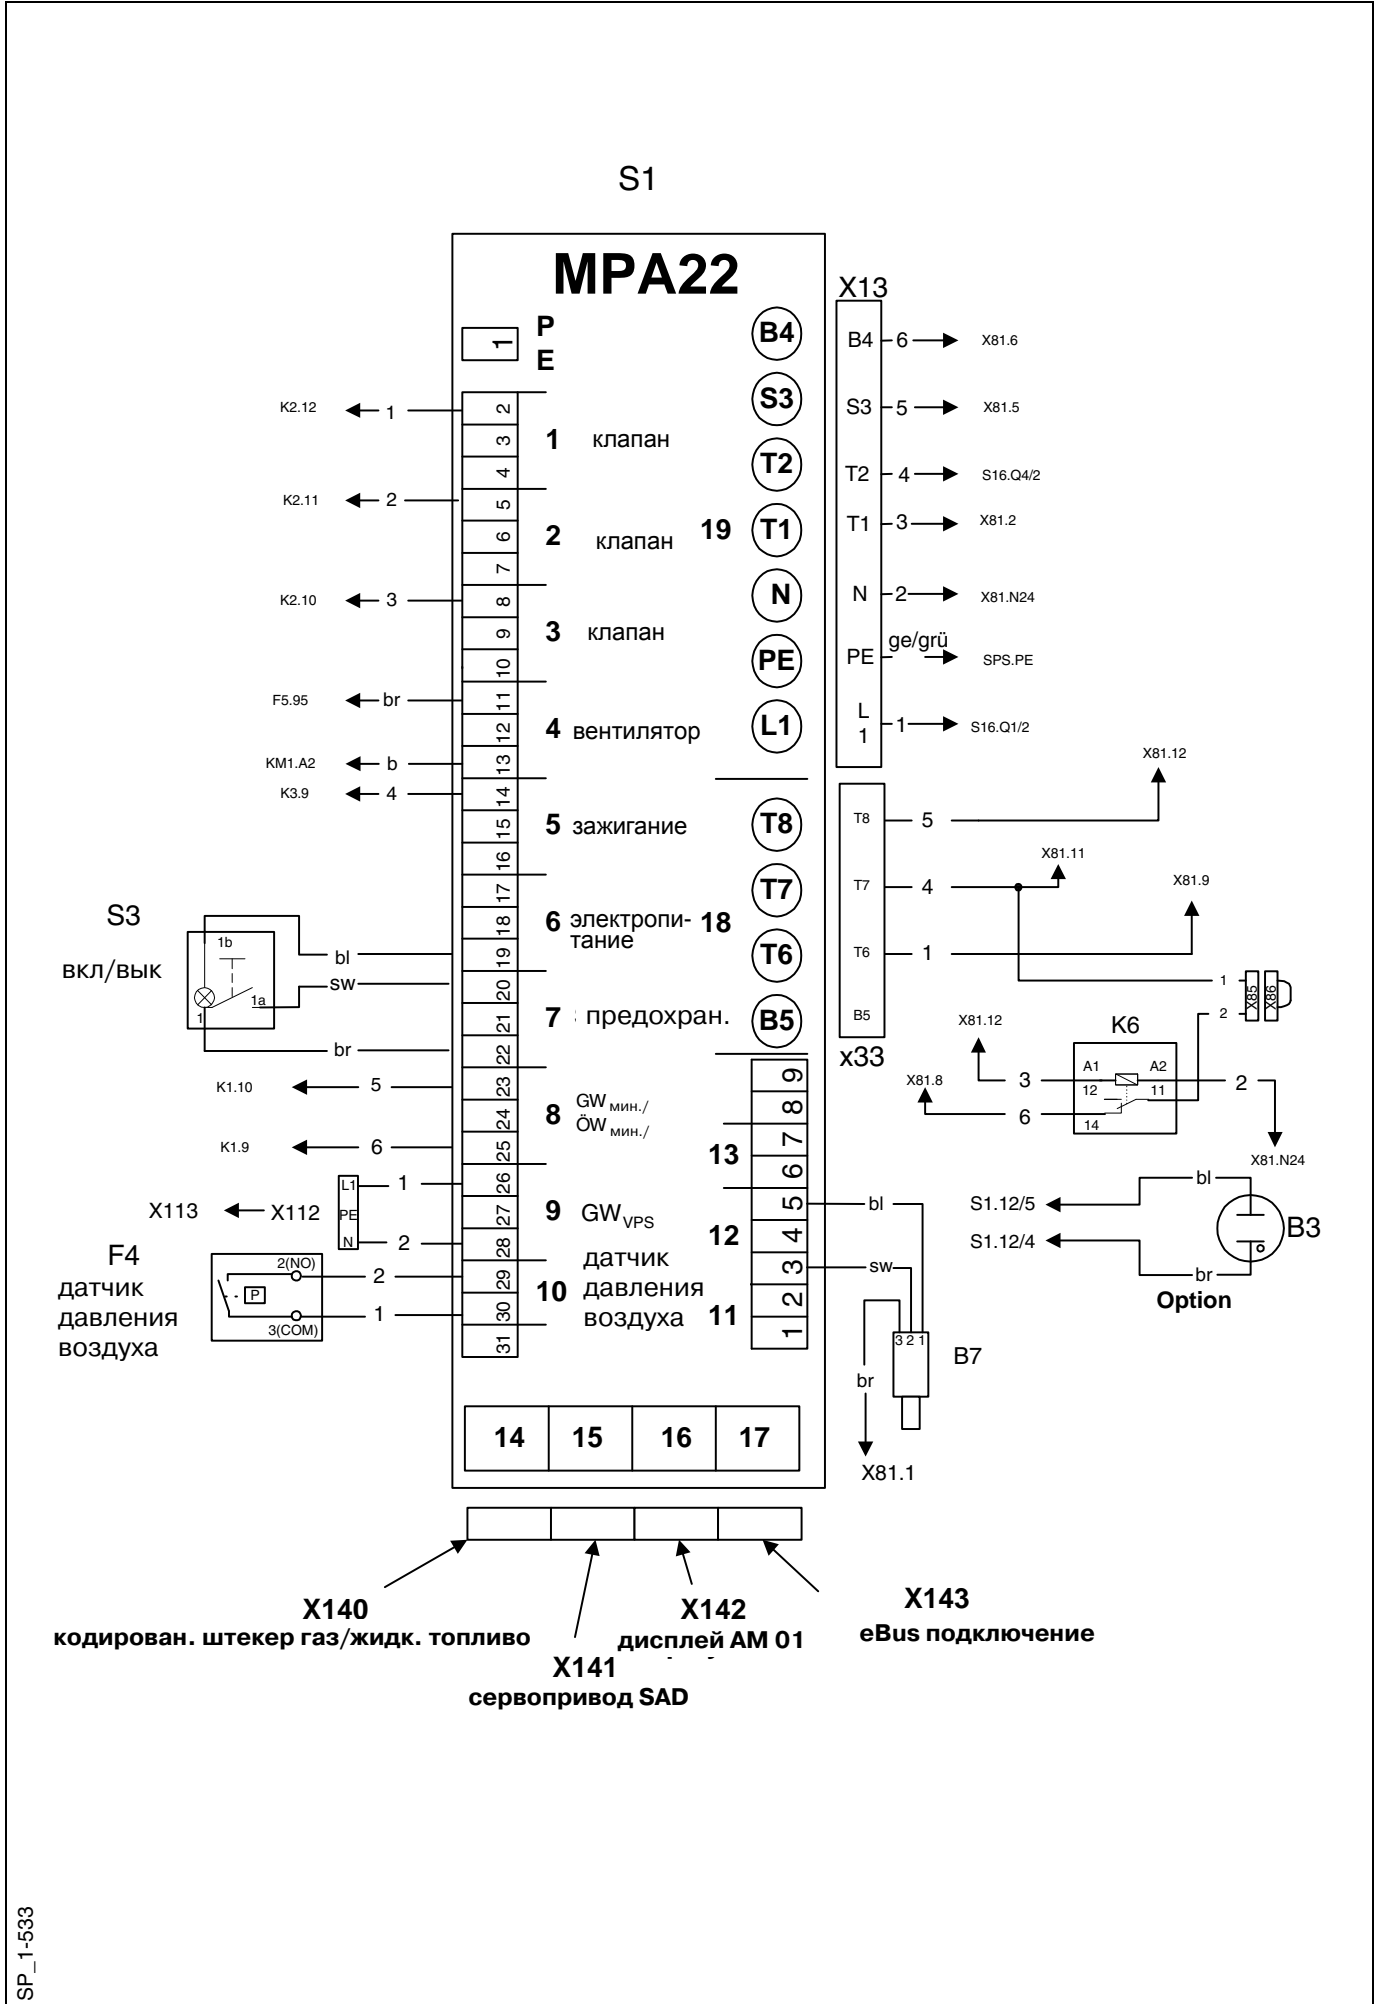 S1
MPA22
1
P
E
2
3
4
5
6
7
8
9
10
11
12
13
14
15
16
17
18
19
20
21
22
23
24
25
26
27
28
29
30
31
1 клапан
2 клапан
3 клапан
4 вентилятор
5 зажигание
6 электропи-
тание
7 предохран.
8 GW мин./
ÖW мин./
9 GW VPS
10 датчик
давления
воздуха
B4
S3
T2
19 T1
N
PE
L1
T8
T7
18
T6
B5
9
8
13
7
6
12
5
4
3
11
2
1
14 15 16 17
K2.12 1
K2.11 2
K2.10 3
F5.95 br
KM1.A2 b
K3.9 4
S3
вкл/вык
1b
1a
1
bl
sw
br
K1.10 5
K1.9 6
X113 X112
L1
PE
N
1
2
F4
датчик
давления
воздуха
2(NO)
P
3(COM)
2
1
X13
B4 6 X81.6
S3 5 X81.5
T2 4 S16.Q4/2
T1 3 X81.2
N 2 X81.N24
PE ge/grü SPS.PE
L
1
1 S16.Q1/2
T8 5 X81.12
T7 4 X81.11
T6 1 X81.9
B5
x33
1
2
X85
X86
K6
X81.12
X81.8
3
6
A1
A2
12
11
14
2
X81.N24
S1.12/5
S1.12/4
bl
br
B3
Option
bl
sw
br
3 2 1
B7
X81.1
X140
кодирован. штекер газ/жидк. топливо
X141
сервопривод SAD
X142
дисплей AM 01
X143
eBus подключение
SP_1-533